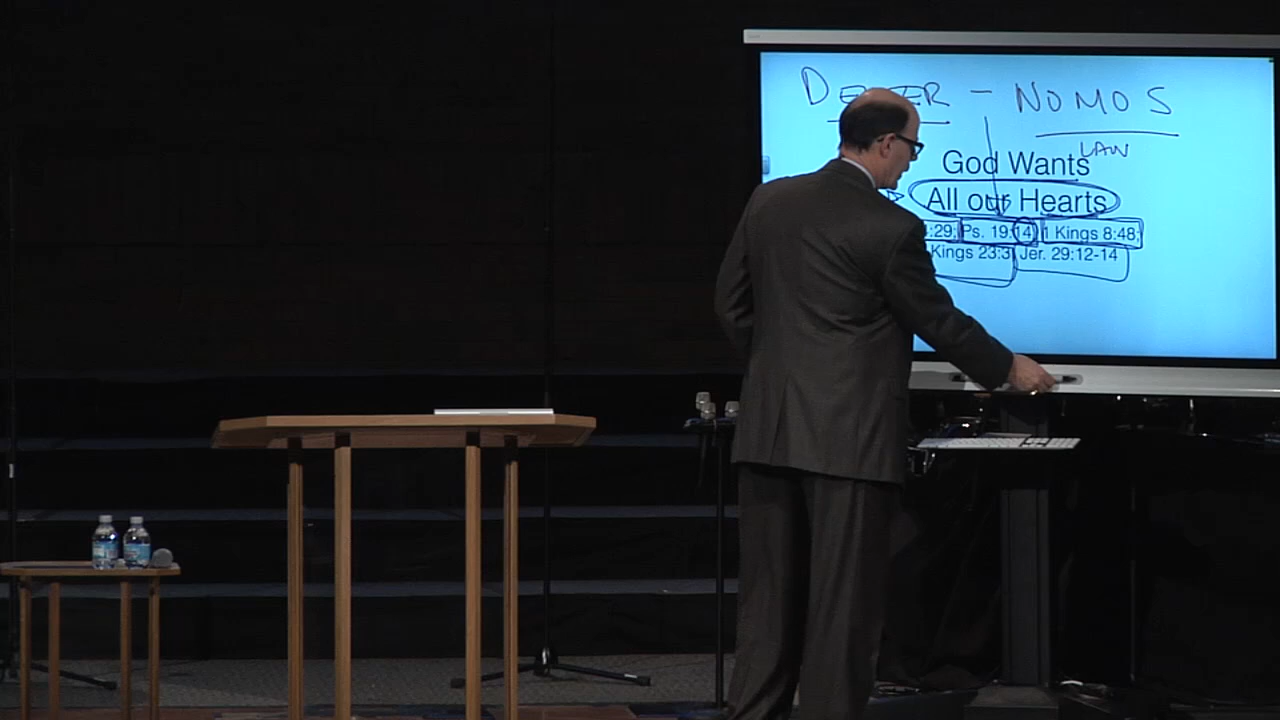 NOMOS
LAW
God Wants
All our Hearts
:29; Ps. 19:14; 1 Kings 8:48;
Kings 23:3; Jer. 29:12-14